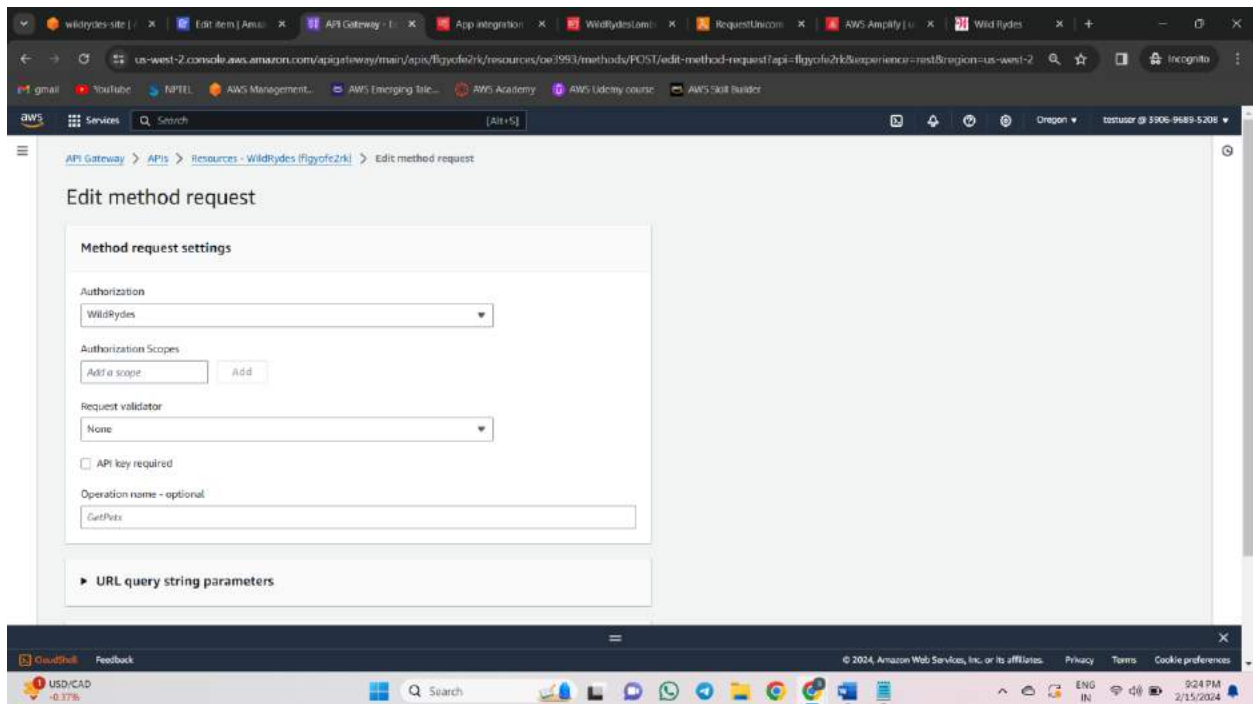 wildrydes-site | /
Edit item | Ama
API Gateway -
App integration
WildRydesLamb
RequestUnicorn
AWS Amplify | u
Wild Rydes
us-west-2.console.aws.amazon.com/apigateway/main/apis/flgyofe2rk/resources/oe3993/methods/POST/edit-method-request?api=flgyofe2rk&experience=rest&region=us-west-2
Incognito
gmail YouTube NPTEL AWS Management... AWS Emerging Tale... AWS Academy AWS Udemy course AWS Skill Builder
aws Services Search [Alt+S] Oregon testuser @ 3906-9689-5208
API Gateway > APIs > Resources - WildRydes (flgyofe2rk) > Edit method request
Edit method request
Method request settings
Authorization
WildRydes
Authorization Scopes
Add a scope Add
Request validator
None
API key required
Operation name - optional
GetPets
URL query string parameters
CloudShell Feedback © 2024, Amazon Web Services, Inc. or its affiliates. Privacy Terms Cookie preferences
USD/CAD
-0.37%
Search
ENG
IN
9:24 PM
2/15/2024